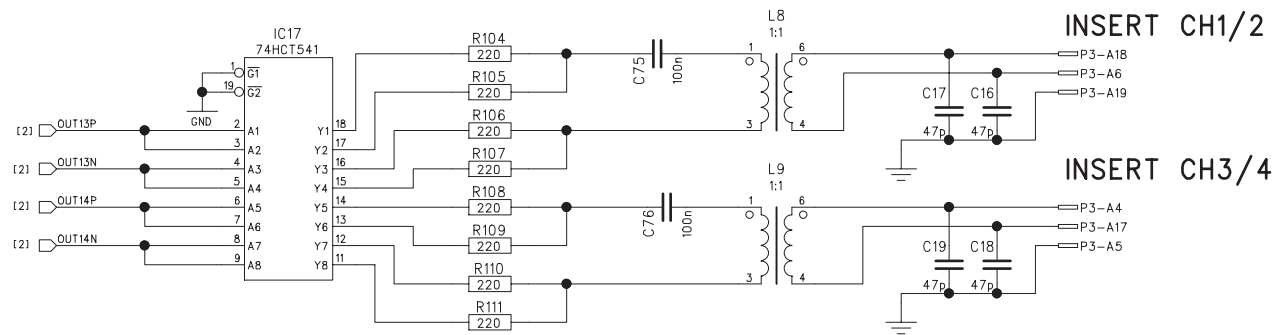 INSERT CH1/2
IC17
74HCT541
1 G1
19 G2
GND
[2] OUT13P
[2] OUT13N
[2] OUT14P
[2] OUT14N
2 A1
3 A2
4 A3
5 A4
6 A5
7 A6
8 A7
9 A8
Y1 18
Y2 17
Y3 16
Y4 15
Y5 14
Y6 13
Y7 12
Y8 11
R104
220
R105
220
R106
220
R107
220
R108
220
R109
220
R110
220
R111
220
C75
100n
L8
1:1
1
6
3
4
C17
47p
C16
47p
P3-A18
P3-A6
P3-A19
INSERT CH3/4
C76
100n
L9
1:1
1
6
3
4
C19
47p
C18
47p
P3-A4
P3-A17
P3-A5